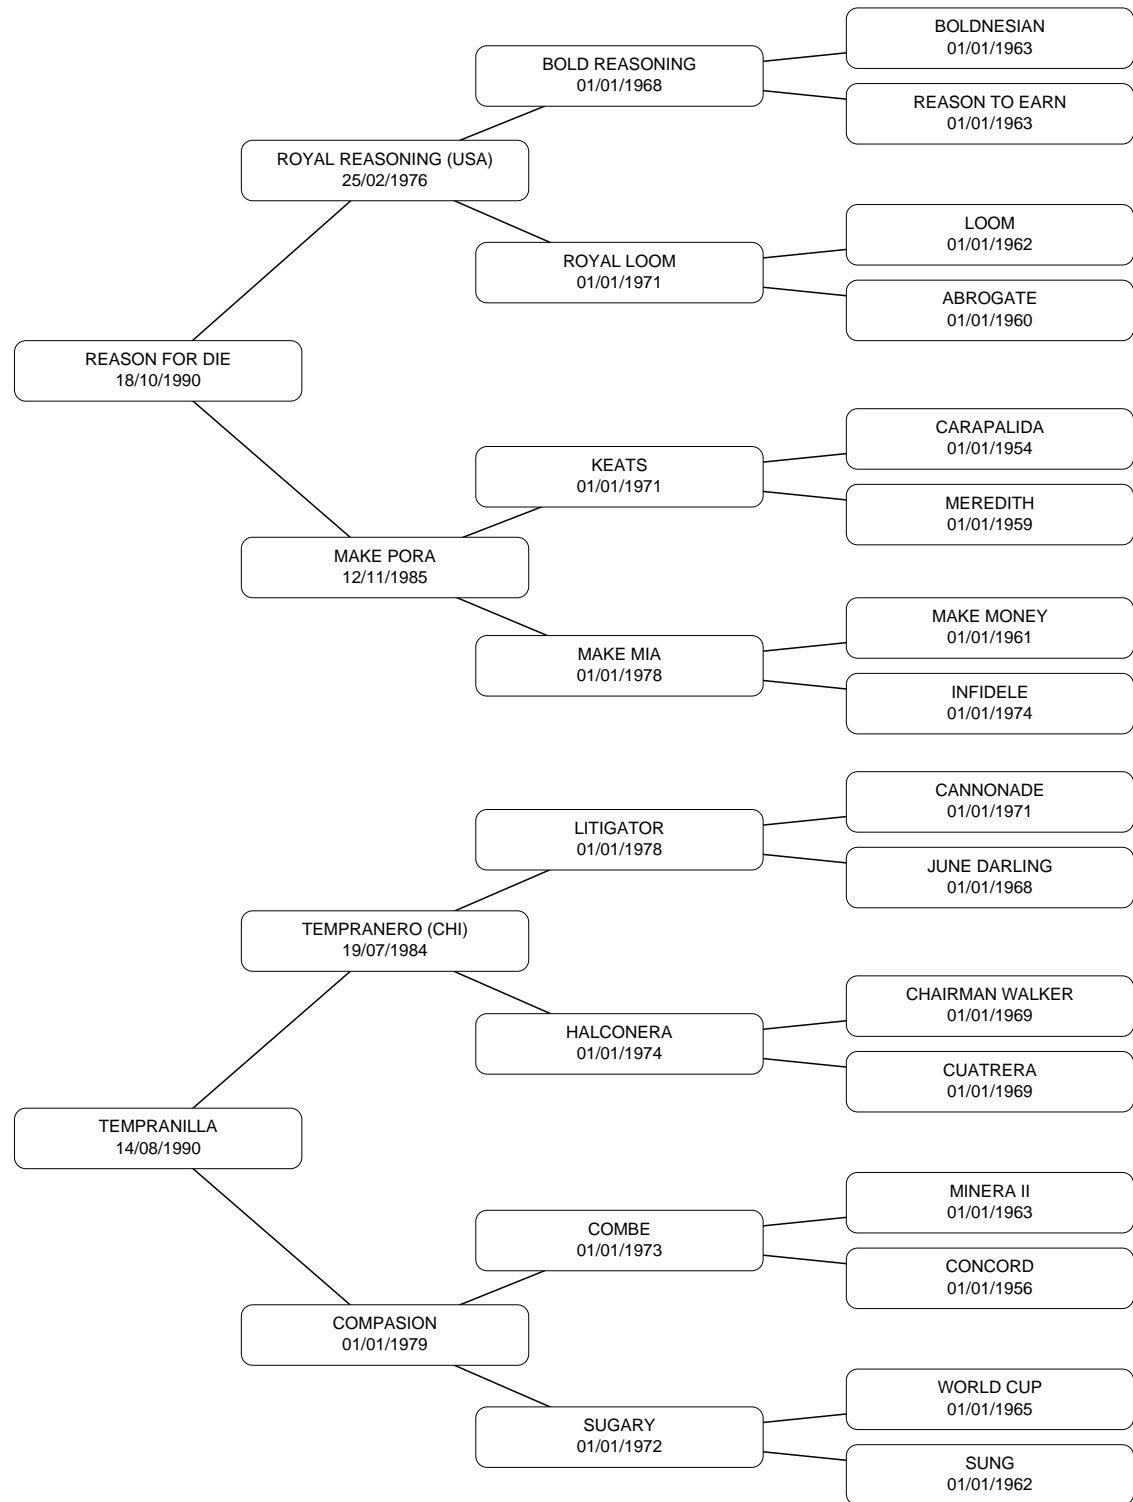 BOLDNESIAN
01/01/1963
BOLD REASONING
01/01/1968
REASON TO EARN
01/01/1963
ROYAL REASONING (USA)
25/02/1976
LOOM
01/01/1962
ROYAL LOOM
01/01/1971
ABROGATE
01/01/1960
REASON FOR DIE
18/10/1990
CARAPALIDA
01/01/1954
KEATS
01/01/1971
MEREDITH
01/01/1959
MAKE PORA
12/11/1985
MAKE MONEY
01/01/1961
MAKE MIA
01/01/1978
INFIDELE
01/01/1974
CANNONADE
01/01/1971
LITIGATOR
01/01/1978
JUNE DARLING
01/01/1968
TEMPRANERO (CHI)
19/07/1984
CHAIRMAN WALKER
01/01/1969
HALCONERA
01/01/1974
CUATRERA
01/01/1969
TEMPRANILLA
14/08/1990
MINERA II
01/01/1963
COMBE
01/01/1973
CONCORD
01/01/1956
COMPASION
01/01/1979
WORLD CUP
01/01/1965
SUGARY
01/01/1972
SUNG
01/01/1962